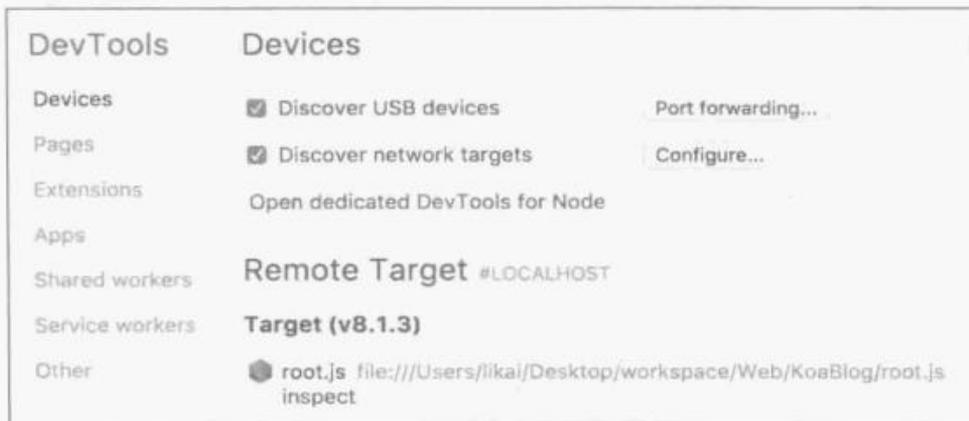 DevTools
Devices
Pages
Extensions
Apps
Shared workers
Service workers
Other
Devices
Discover USB devices
Port forwarding...
Discover network targets
Configure...
Open dedicated DevTools for Node
Remote Target #LOCALHOST
Target (v8.1.3)
root.js file:///Users/likai/Desktop/workspace/Web/KoaBlog/root.js
inspect